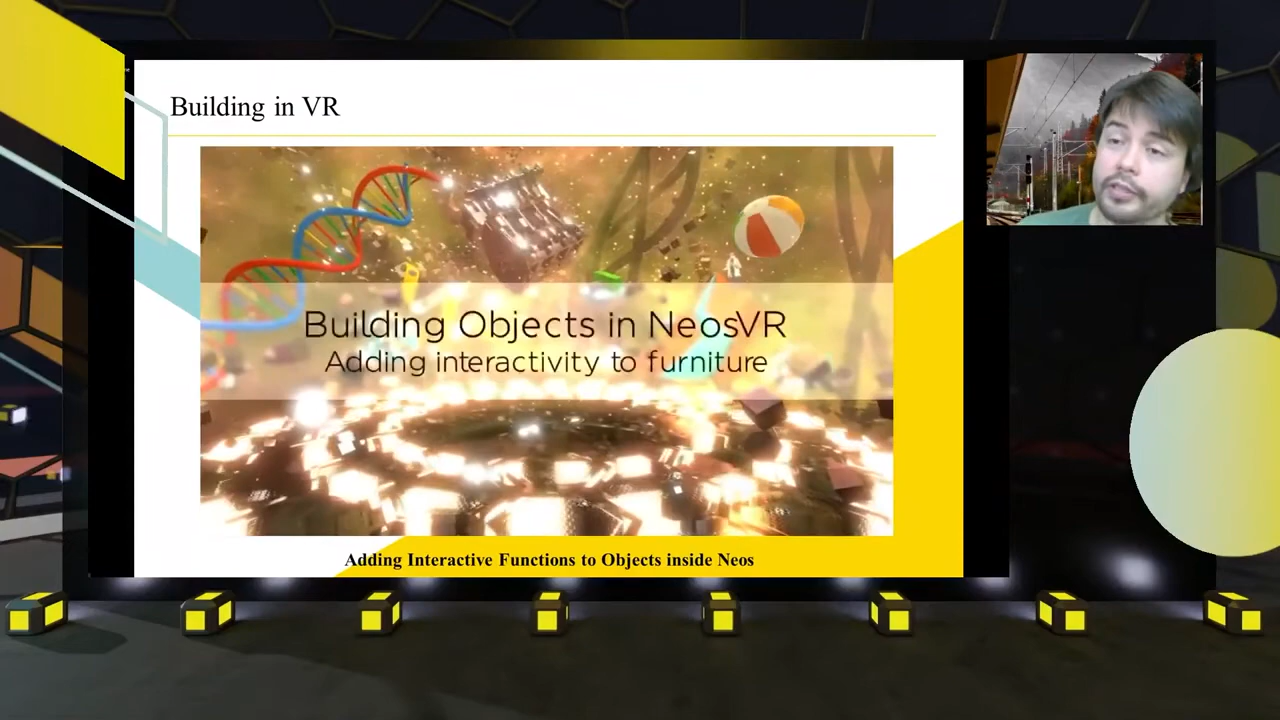 Building in VR
Building Objects in NeosVR
Adding interactivity to furniture
Adding Interactive Functions to Objects inside Neos